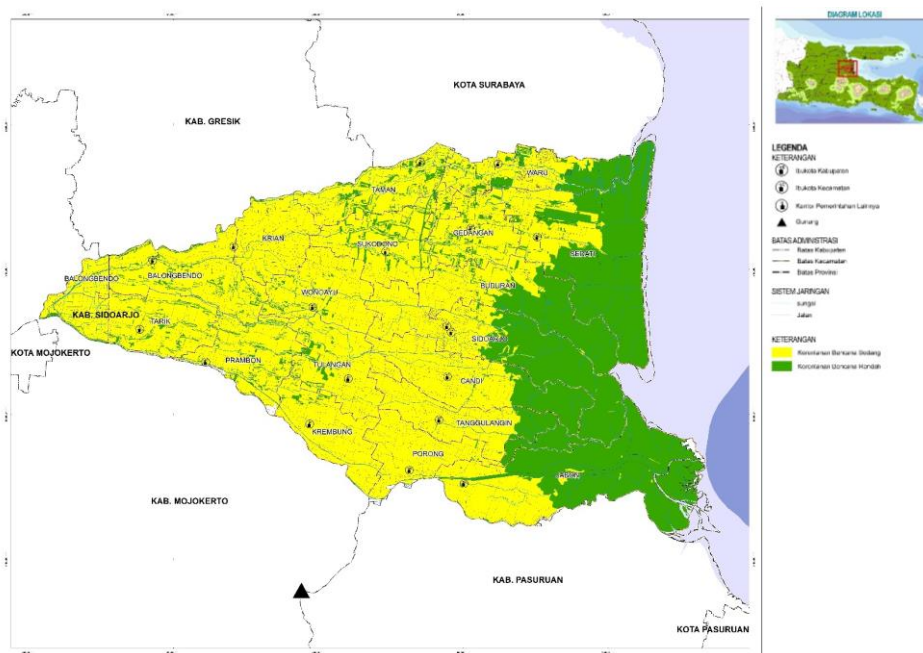 DIAGRAM LOKASI
LEGENDA
KETERANGAN
Ibukota Kabupaten
Ibukota Kecamatan
Kantor Pemerintahan Lainnya
Gunung
BATAS ADMINISTRASI
Batas Kabupaten
Batas Kecamatan
Batas Provinsi
SISTEM JARINGAN
sungai
Jalan
KETERANGAN
Kerentanan Bencana Sedang
Kerentanan Bencana Rendah
KOTA SURABAYA
KAB. GRESIK
WARU
TAMAN
GEDANGAN
KRIAN
SUKODONO
SEDATI
BALONGBENDO
BALONGBENDO
BUDURAN
WONOAYU
KAB. SIDOARJO
TARIK
SIDOARJO
KOTA MOJOKERTO
PRAMBON
TULANGAN
CANDI
TANGGULANGIN
KREMBUNG
PORONG
JABON
KAB. MOJOKERTO
KAB. PASURUAN
KOTA PASURUAN